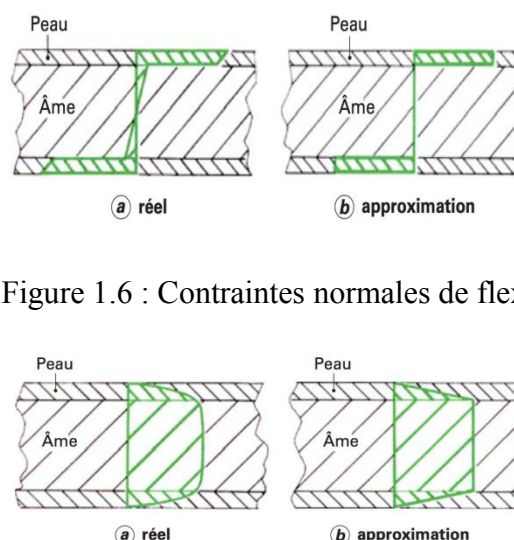 Peau Peau
Âme Âme
a réel b approximation
Figure 1.6 : Contraintes normales de flex
Peau Peau
Âme Âme
a réel b approximation